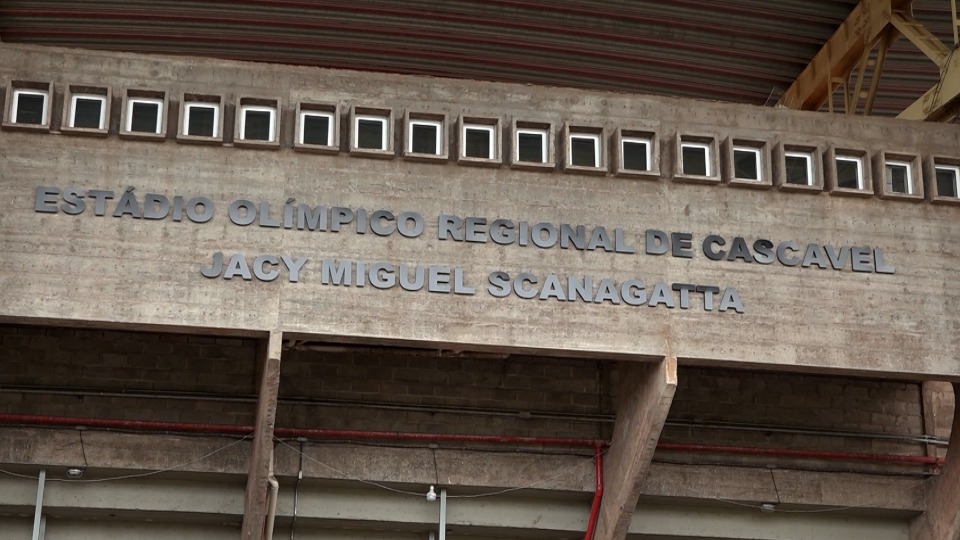 ESTÁDIO OLÍMPICO REGIONAL DE CASCAVEL
JACY MIGUEL SCANAGATTA